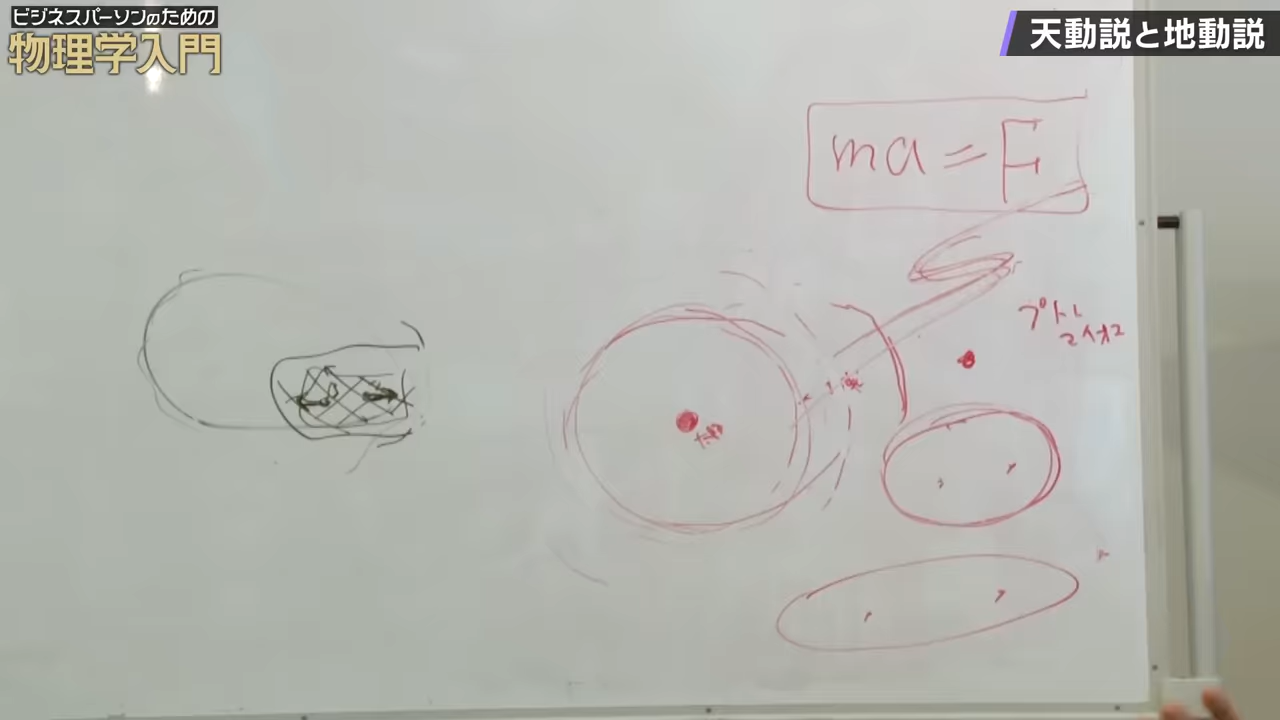 ビジネスパーソンのための
物理学入門
天動説と地動説
ma=F
プトレ
マイオス